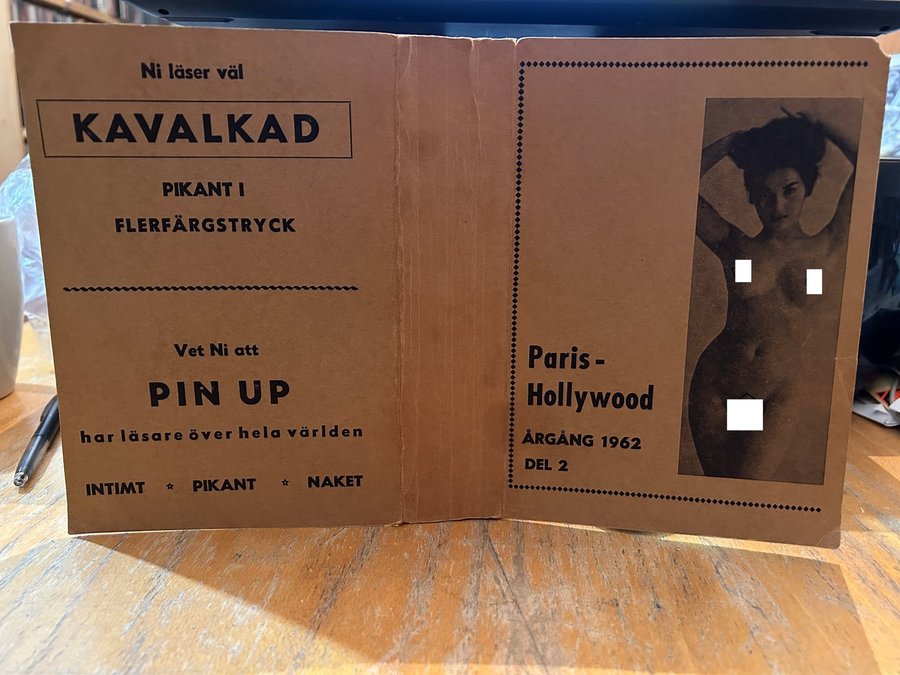 Ni läser väl
KAVALKAD
PIKANT I
FLERFÄRGSTRYCK
Vet Ni att
PIN UP
har läsare över hela världen
INTIMT ☆ PIKANT ☆ NAKET
Paris-
Hollywood
ÅRGÅNG 1962
DEL 2